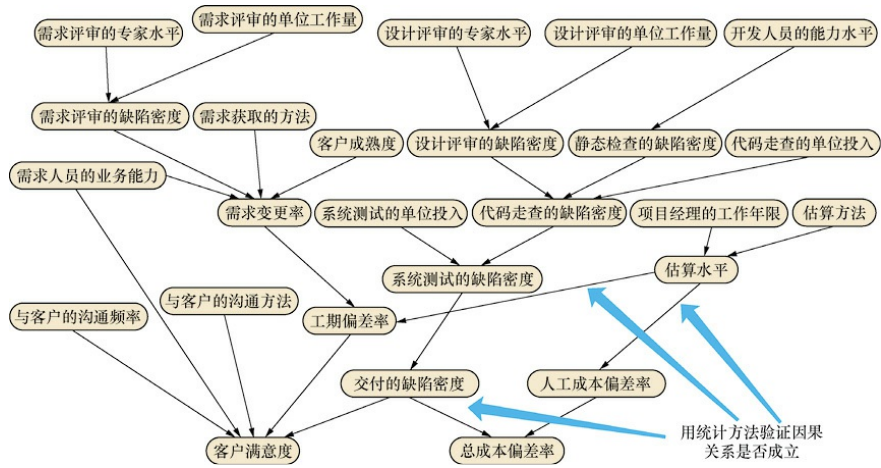 需求评审的专家水平
需求评审的单位工作量
设计评审的专家水平
设计评审的单位工作量
开发人员的能力水平
需求评审的缺陷密度
需求获取的方法
客户成熟度
设计评审的缺陷密度
静态检查的缺陷密度
代码走查的单位投入
需求人员的业务能力
需求变更率
系统测试的单位投入
代码走查的缺陷密度
项目经理的工作年限
估算方法
系统测试的缺陷密度
估算水平
与客户的沟通频率
与客户的沟通方法
工期偏差率
交付的缺陷密度
人工成本偏差率
客户满意度
总成本偏差率
用统计方法验证因果
关系是否成立